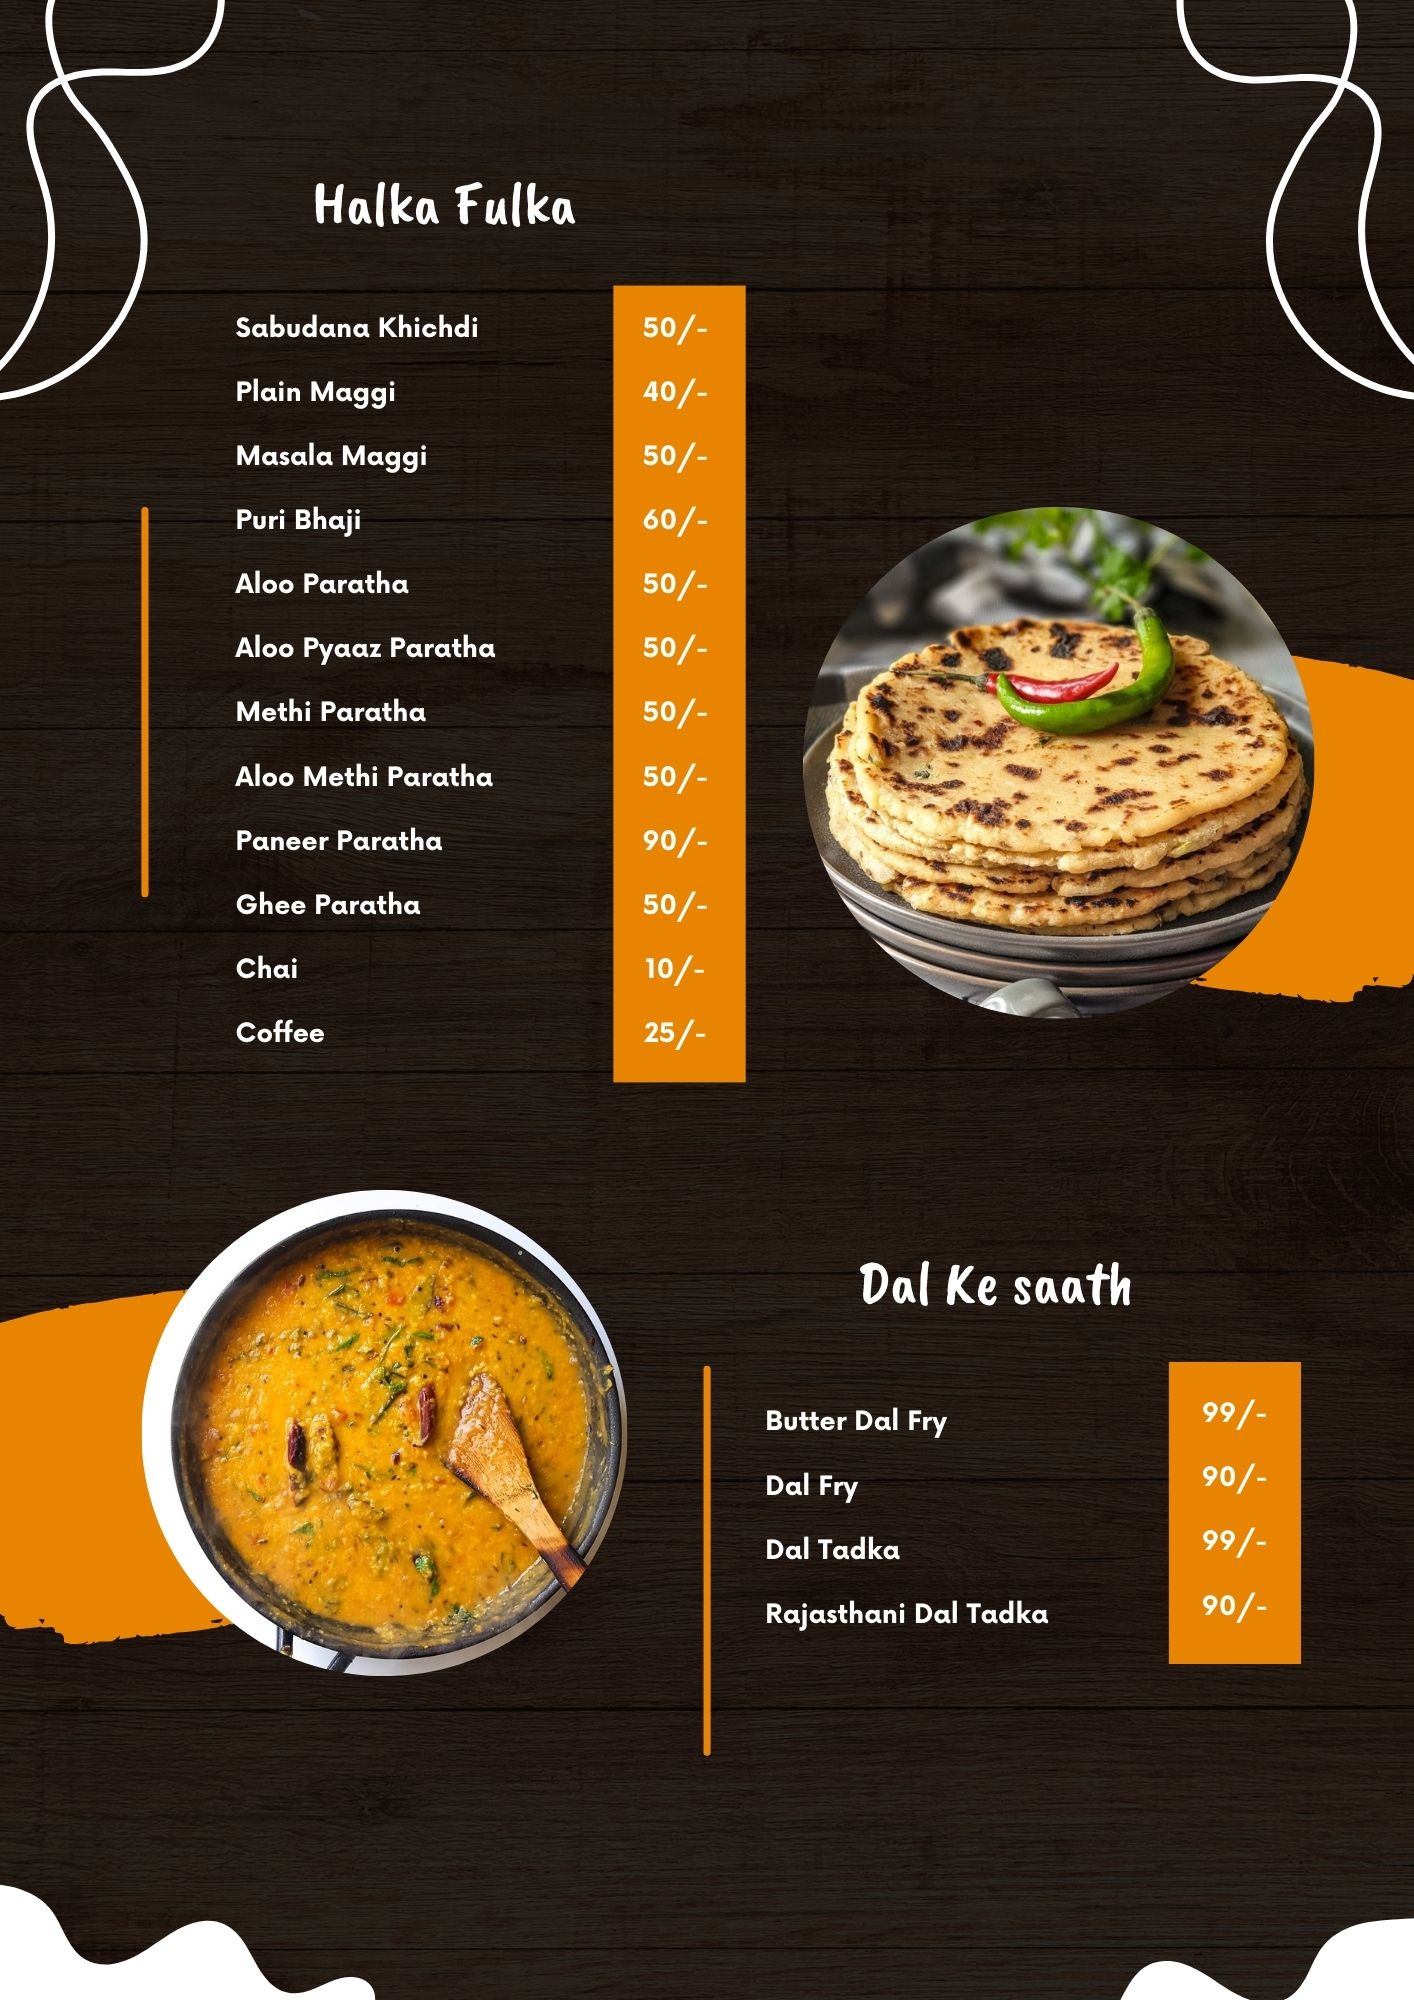 Halka Fulka
Sabudana Khichdi 50/-
Plain Maggi 40/-
Masala Maggi 50/-
Puri Bhaji 60/-
Aloo Paratha 50/-
Aloo Pyaaz Paratha 50/-
Methi Paratha 50/-
Aloo Methi Paratha 50/-
Paneer Paratha 90/-
Ghee Paratha 50/-
Chai 10/-
Coffee 25/-
Dal Ke saath
Butter Dal Fry 99/-
Dal Fry 90/-
Dal Tadka 99/-
Rajasthani Dal Tadka 90/-